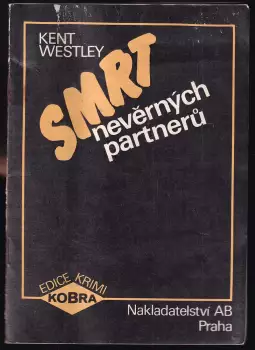 KENT
WESTLEY
SMRT
nevěrných
partnerů
EDICE KRIMI
KOBRA
Nakladatelství AB
Praha